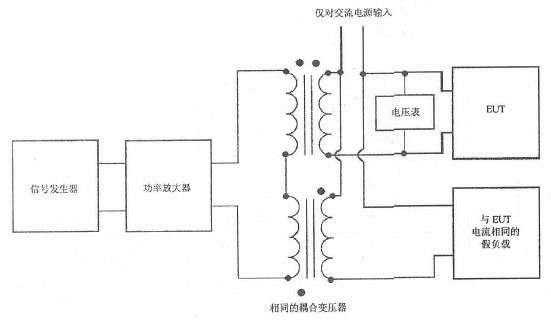 仅对交流电源输入
电压表
EUT
信号发生器
功率放大器
与 EUT
电流相同的
假负载
相同的耦合变压器